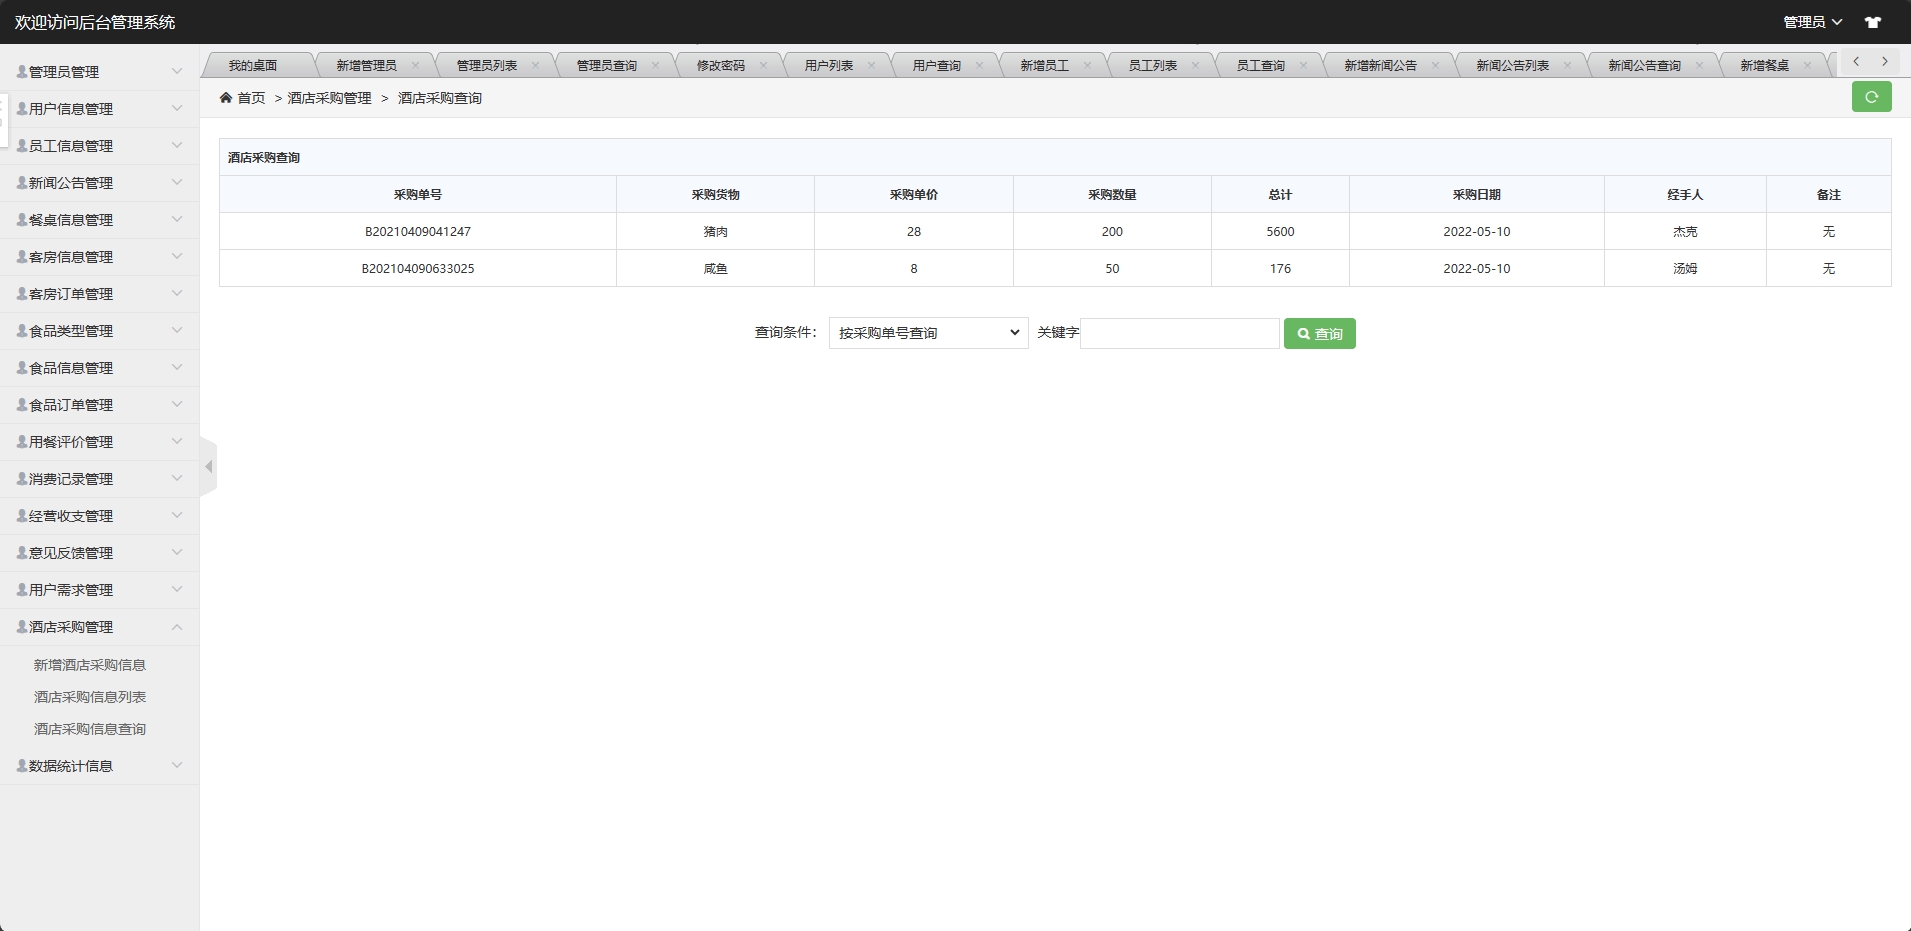 欢迎访问后台管理系统
管理员
我的桌面 新增管理员 管理员列表 管理员查询 修改密码 用户列表 用户查询 新增员工 员工列表 员工查询 新增新闻公告 新闻公告列表 新闻公告查询 新增餐桌
首页 > 酒店采购管理 > 酒店采购查询
管理员管理
用户信息管理
员工信息管理
新闻公告管理
餐桌信息管理
客房信息管理
客房订单管理
食品类型管理
食品信息管理
食品订单管理
用餐评价管理
消费记录管理
经营收支管理
意见反馈管理
用户需求管理
酒店采购管理
新增酒店采购信息
酒店采购信息列表
酒店采购信息查询
数据统计信息
酒店采购查询
采购单号 采购货物 采购单价 采购数量 总计 采购日期 经手人 备注
B20210409041247 猪肉 28 200 5600 2022-05-10 杰克 无
B202104090633025 咸鱼 8 50 176 2022-05-10 汤姆 无
查询条件： 按采购单号查询 关键字 查询